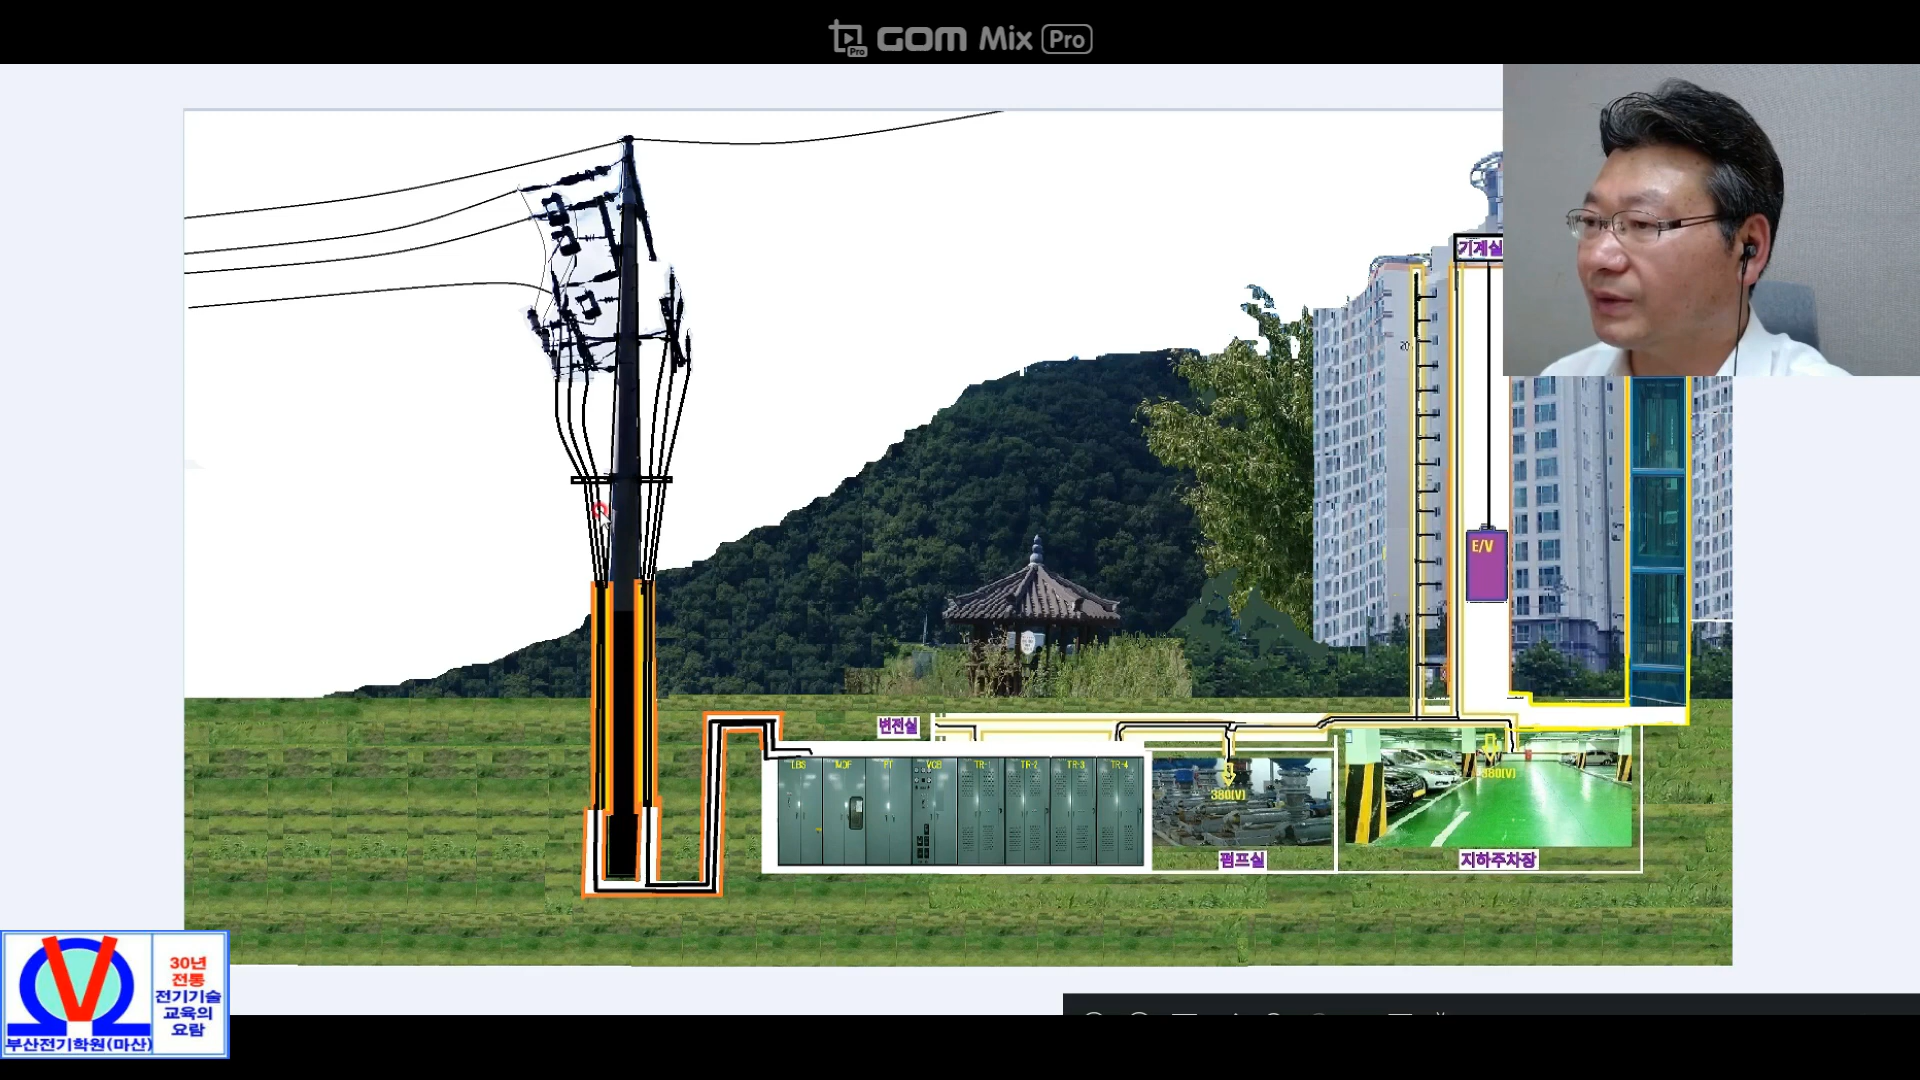 GOM Mix Pro
Pro
기계실
20
E/V
변전실
LBS MOF PT VCB TR-1 TR-2 TR-3 TR-4
380(V)
380(V)
펌프실
지하주차장
30년
전통
전기기술
교육의
요람
부산전기학원(마산)